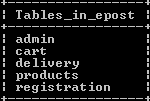 Tables_in_epost
admin
cart
delivery
products
registration